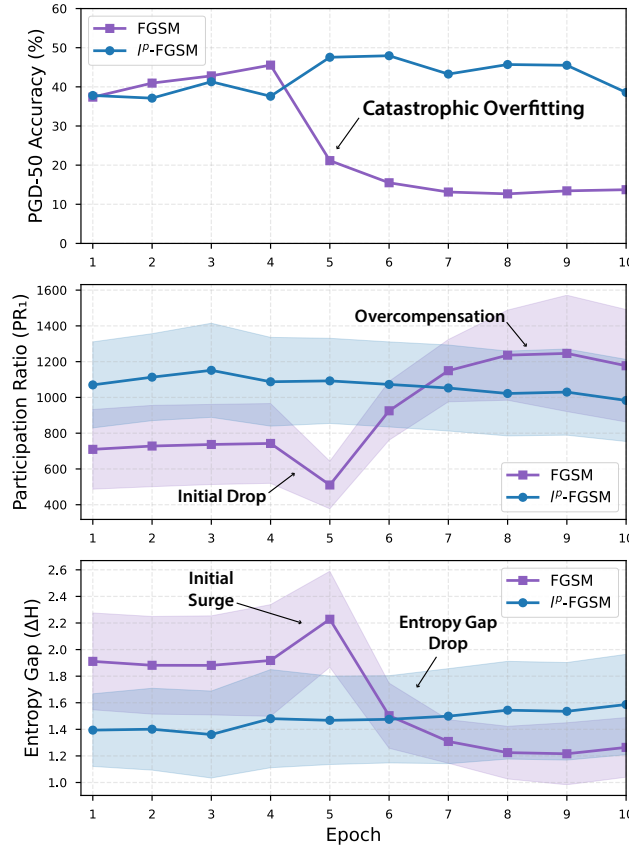 60
50
40
30
20
10
0
PGD-50 Accuracy (%)
FGSM
l^p-FGSM
Catastrophic Overfitting
1 2 3 4 5 6 7 8 9 10
1600
1400
1200
1000
800
600
400
Participation Ratio (PR₁)
Overcompensation
Initial Drop
FGSM
l^p-FGSM
1 2 3 4 5 6 7 8 9 10
2.6
2.4
2.2
2.0
1.8
1.6
1.4
1.2
1.0
Entropy Gap (ΔH)
Initial
Surge
Entropy Gap
Drop
FGSM
l^p-FGSM
1 2 3 4 5 6 7 8 9 10
Epoch